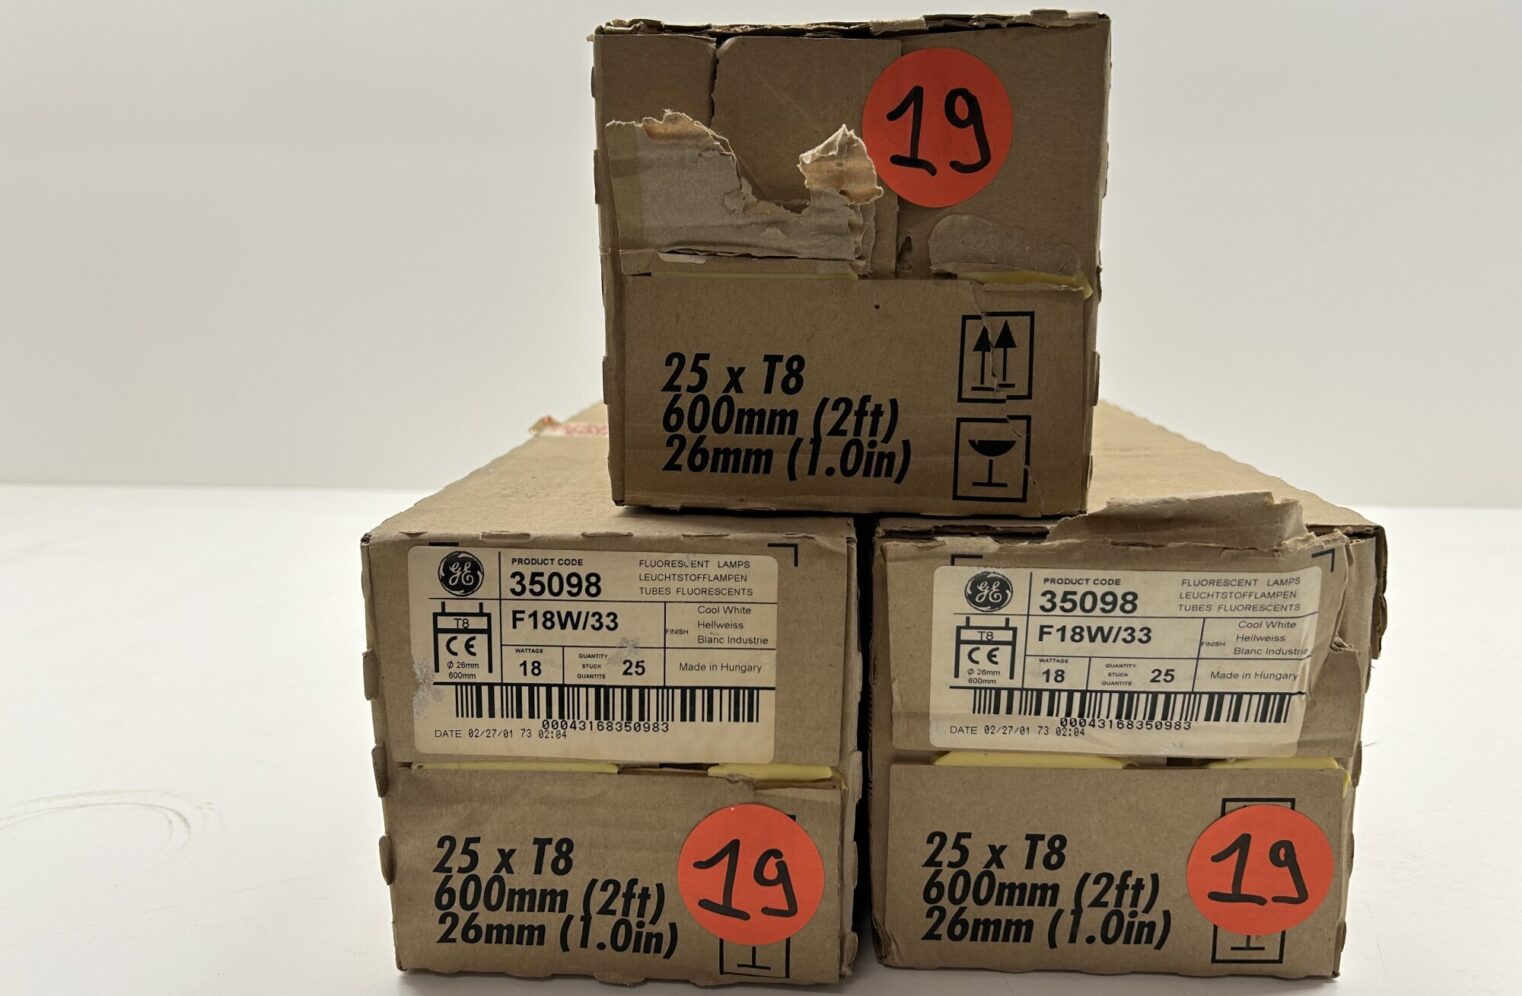 19
25 x T8
600mm (2ft)
26mm (1.0in)
GE
PRODUCT CODE
35098
FLUORESCENT LAMPS
LEUCHTSTOFFLAMPEN
TUBES FLUORESCENTS
T8
CE
Ф 26mm
600mm
F18W/33
FINISH
Cool White
Hellweiss
Blanc Industrie
WATTAGE
18
QUANTITY
STUCK
QUANTITÉ
25
Made in Hungary
00043168350983
DATE 02/27/01 73 02:04
25 x T8
600mm (2ft)
26mm (1.0in)
19
GE
PRODUCT CODE
35098
FLUORESCENT LAMPS
LEUCHTSTOFFLAMPEN
TUBES FLUORESCENTS
T8
CE
Ф 26mm
600mm
F18W/33
FINISH
Cool White
Hellweiss
Blanc Industrie
WATTAGE
18
QUANTITY
STUCK
QUANTITÉ
25
Made in Hungary
00043168350983
DATE 02/27/01 73 02:04
25 x T8
600mm (2ft)
26mm (1.0in)
19